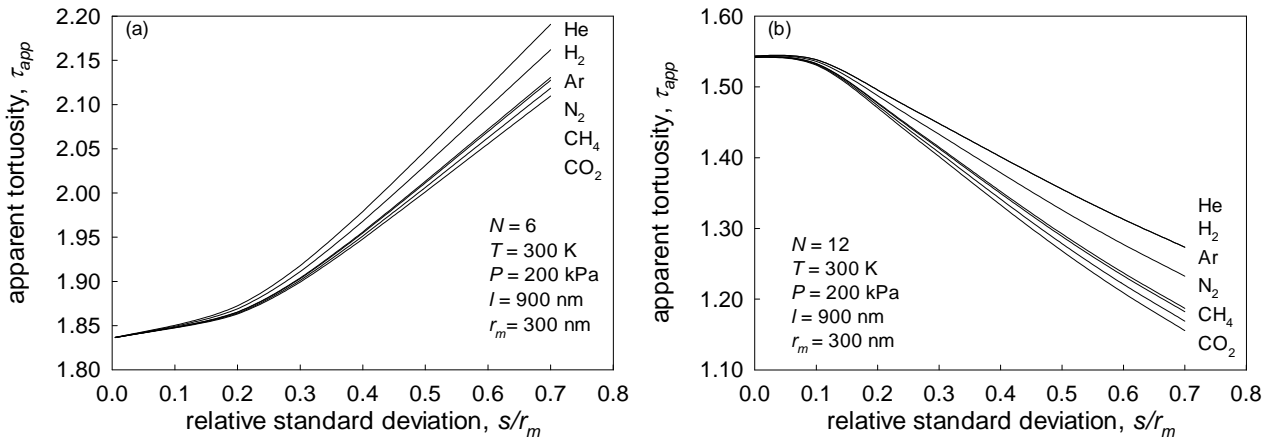 (a)
apparent tortuosity, τapp
2.20
2.15
2.10
2.05
2.00
1.95
1.90
1.85
1.80
He
H2
Ar
N2
CH4
CO2
N = 6
T = 300 K
P = 200 kPa
l = 900 nm
rm = 300 nm
0.0 0.1 0.2 0.3 0.4 0.5 0.6 0.7 0.8
relative standard deviation, s/rm
(b)
apparent tortuosity, τapp
1.60
1.50
1.40
1.30
1.20
1.10
He
H2
Ar
N2
CH4
CO2
N = 12
T = 300 K
P = 200 kPa
l = 900 nm
rm = 300 nm
0.0 0.1 0.2 0.3 0.4 0.5 0.6 0.7 0.8
relative standard deviation, s/rm